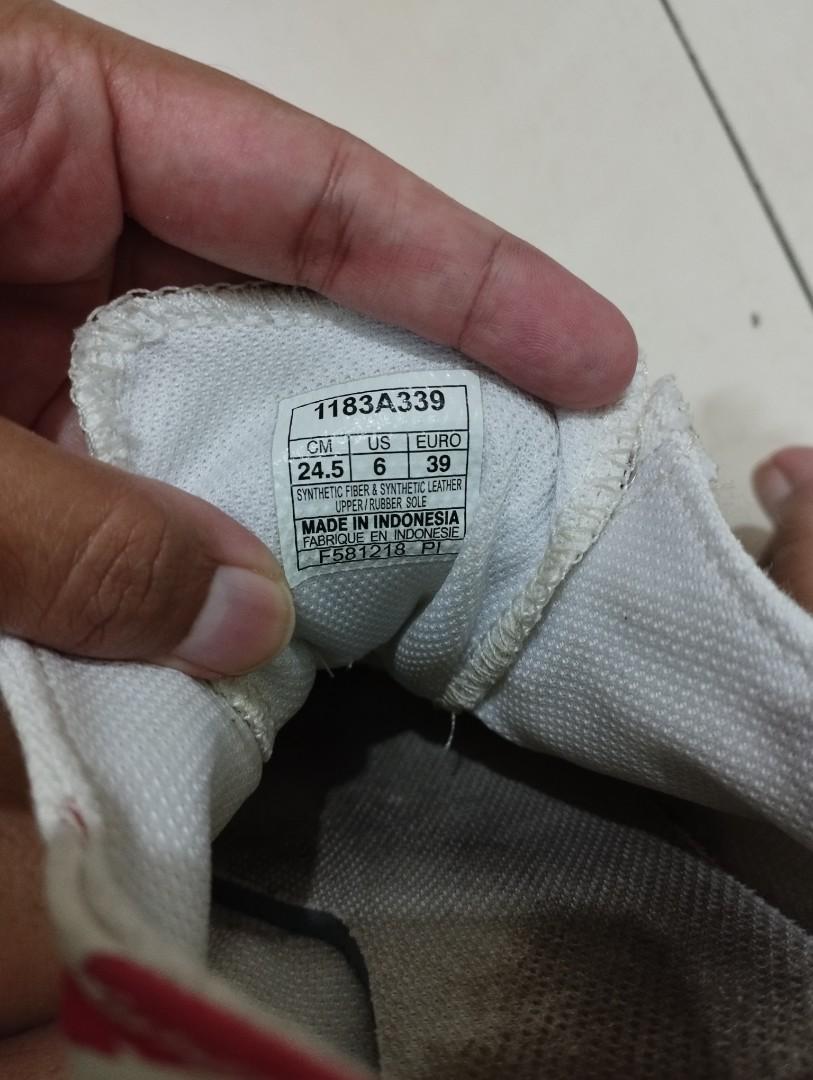 1183A339
CM US EURO
24.5 6 39
SYNTHETIC FIBER & SYNTHETIC LEATHER
UPPER/RUBBER SOLE
MADE IN INDONESIA
FABRIQUE EN INDONESIE
F581218 PI